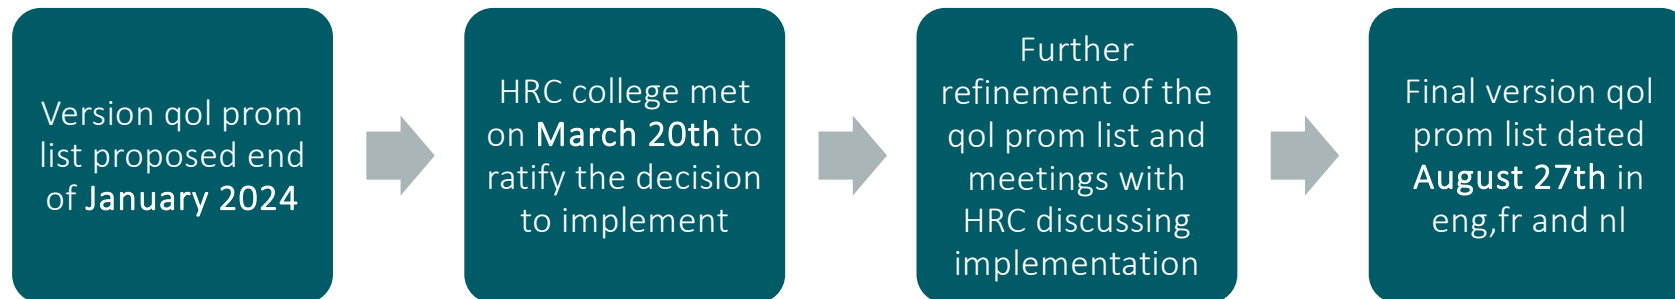 Version qol prom
list proposed end
of January 2024
HRC college met
on March 20th to
ratify the decision
to implement
Further
refinement of the
qol prom list and
meetings with
HRC discussing
implementation
Final version qol
prom list dated
August 27th in
eng,fr and nl